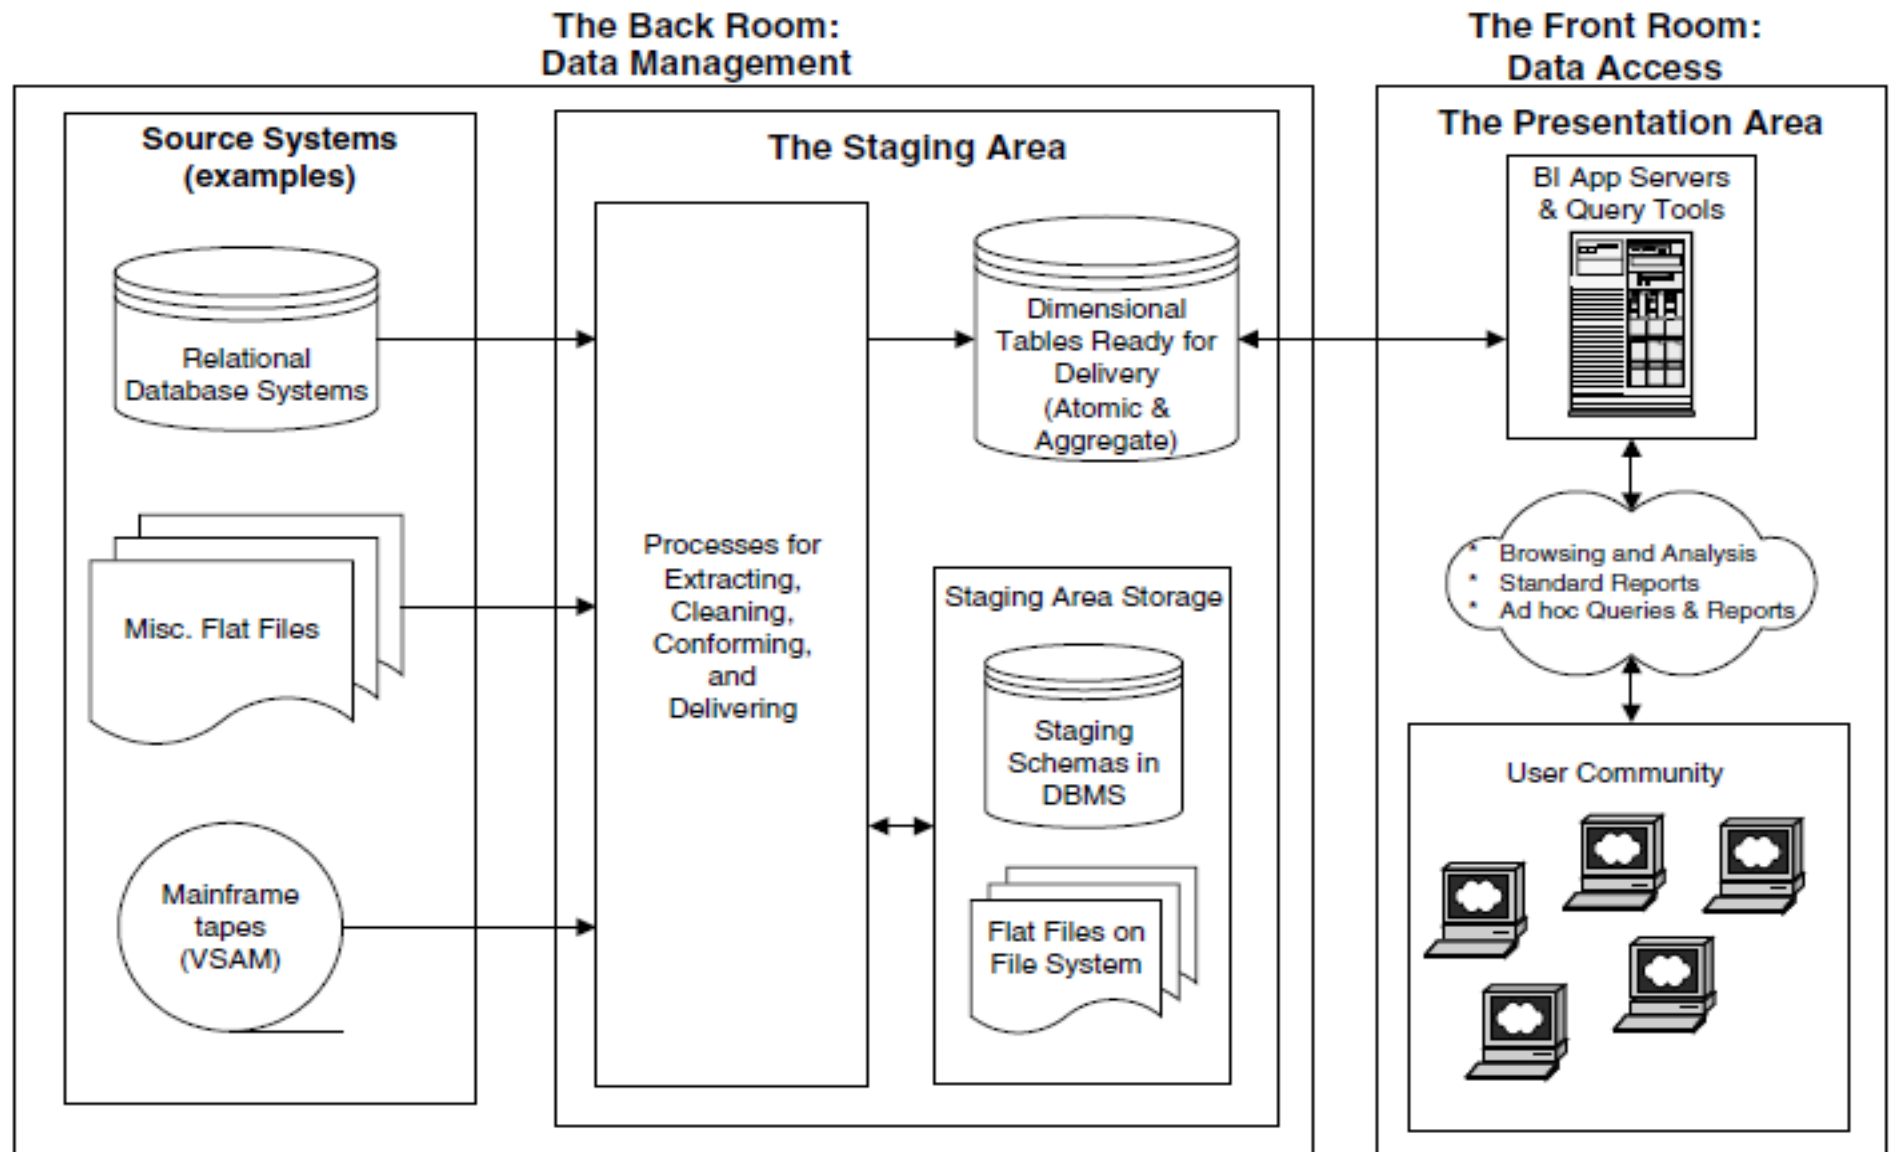 The Back Room:
Data Management
The Front Room:
Data Access
Source Systems
(examples)
Relational
Database Systems
Misc. Flat Files
Mainframe
tapes
(VSAM)
The Staging Area
Processes for
Extracting,
Cleaning,
Conforming,
and
Delivering
Dimensional
Tables Ready for
Delivery
(Atomic &
Aggregate)
Staging Area Storage
Staging
Schemas in
DBMS
Flat Files on
File System
The Presentation Area
BI App Servers
& Query Tools
* Browsing and Analysis
* Standard Reports
* Ad hoc Queries & Reports
User Community